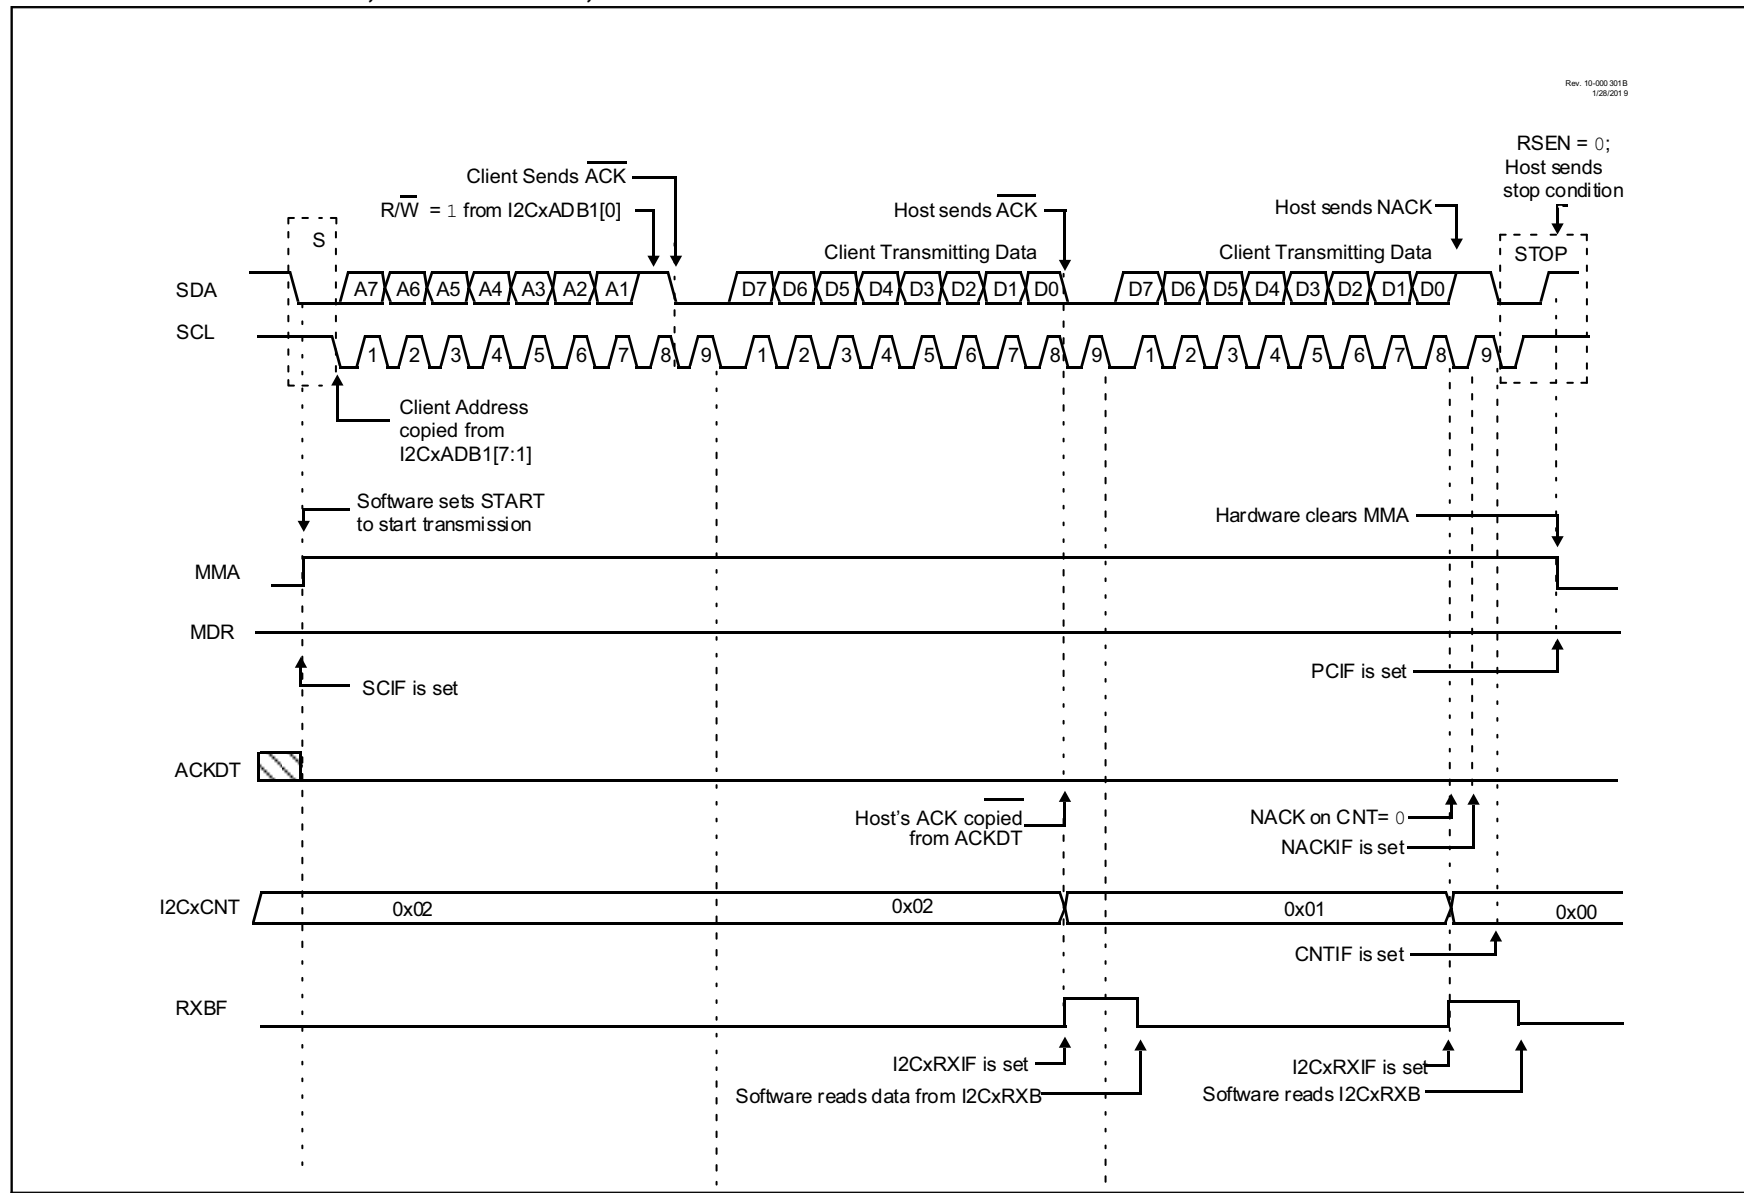 Rev. 10-000 301B
1/28/201 9
RSEN = 0;
Host sends
stop condition
Client Sends ACK
R/W = 1 from I2CxADB1[0]
Host sends ACK
Host sends NACK
S
Client Transmitting Data
Client Transmitting Data
STOP
SDA
A7 A6 A5 A4 A3 A2 A1
D7 D6 D5 D4 D3 D2 D1 D0
D7 D6 D5 D4 D3 D2 D1 D0
SCL
1 2 3 4 5 6 7 8 9
1 2 3 4 5 6 7 8 9
1 2 3 4 5 6 7 8 9
Client Address
copied from
I2CxADB1[7:1]
Software sets START
to start transmission
Hardware clears MMA
MMA
MDR
SCIF is set
PCIF is set
ACKDT
Host's ACK copied
from ACKDT
NACK on CNT= 0
NACKIF is set
I2CxCNT
0x02
0x02
0x01
0x00
CNTIF is set
RXBF
I2CxRXIF is set
Software reads data from I2CxRXB
I2CxRXIF is set
Software reads I2CxRXB